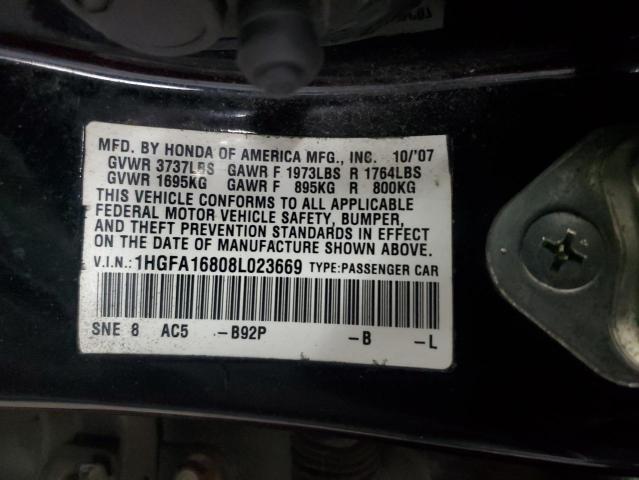 MFD. BY HONDA OF AMERICA MFG., INC. 10/'07
GVWR 3737LBS GAWR F 1973LBS R 1764LBS
GVWR 1695KG GAWR F 895KG R 800KG
THIS VEHICLE CONFORMS TO ALL APPLICABLE
FEDERAL MOTOR VEHICLE SAFETY, BUMPER,
AND THEFT PREVENTION STANDARDS IN EFFECT
ON THE DATE OF MANUFACTURE SHOWN ABOVE.
V.I.N.: 1HGFA16808L023669 TYPE:PASSENGER CAR
SNE 8 AC5 -B92P -B -L